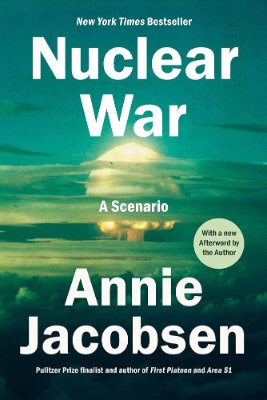 New York Times Bestseller
Nuclear
War
A Scenario
With a new
Afterword by
the Author
Annie
Jacobsen
Pulitzer Prize finalist and author of First Platoon and Area 51